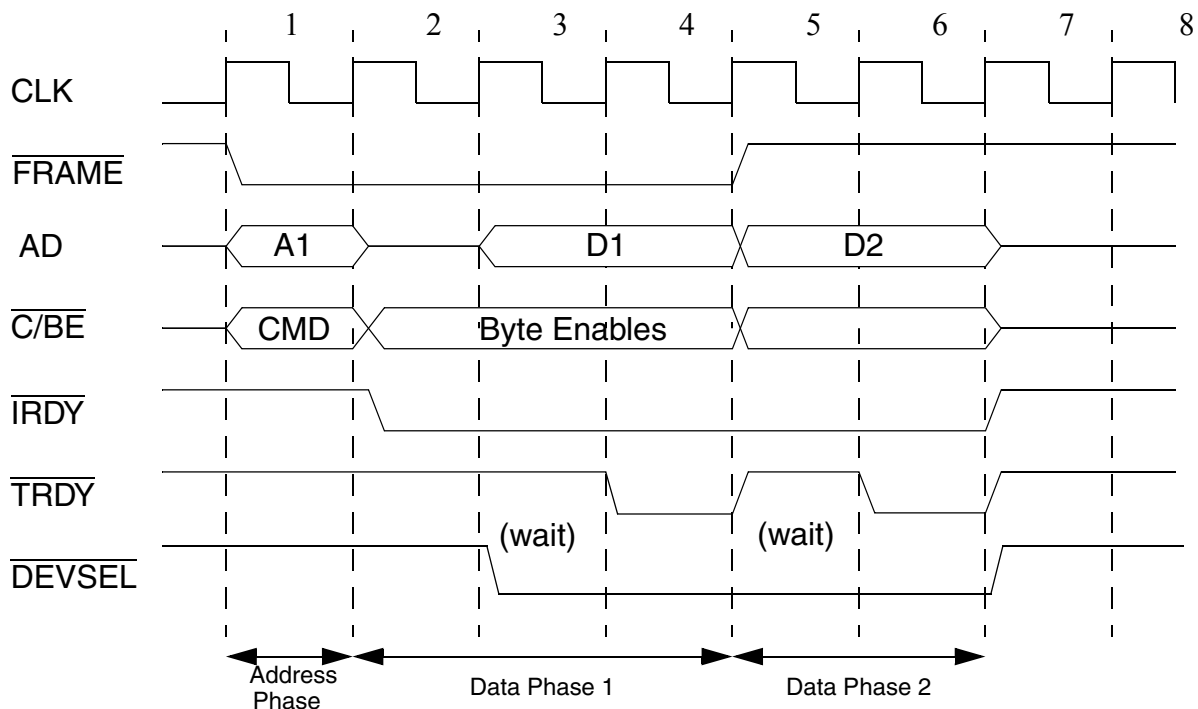 1 2 3 4 5 6 7 8
CLK
FRAME
AD A1 D1 D2
C/BE CMD Byte Enables
IRDY
TRDY
(wait) (wait)
DEVSEL
Address
Phase
Data Phase 1 Data Phase 2